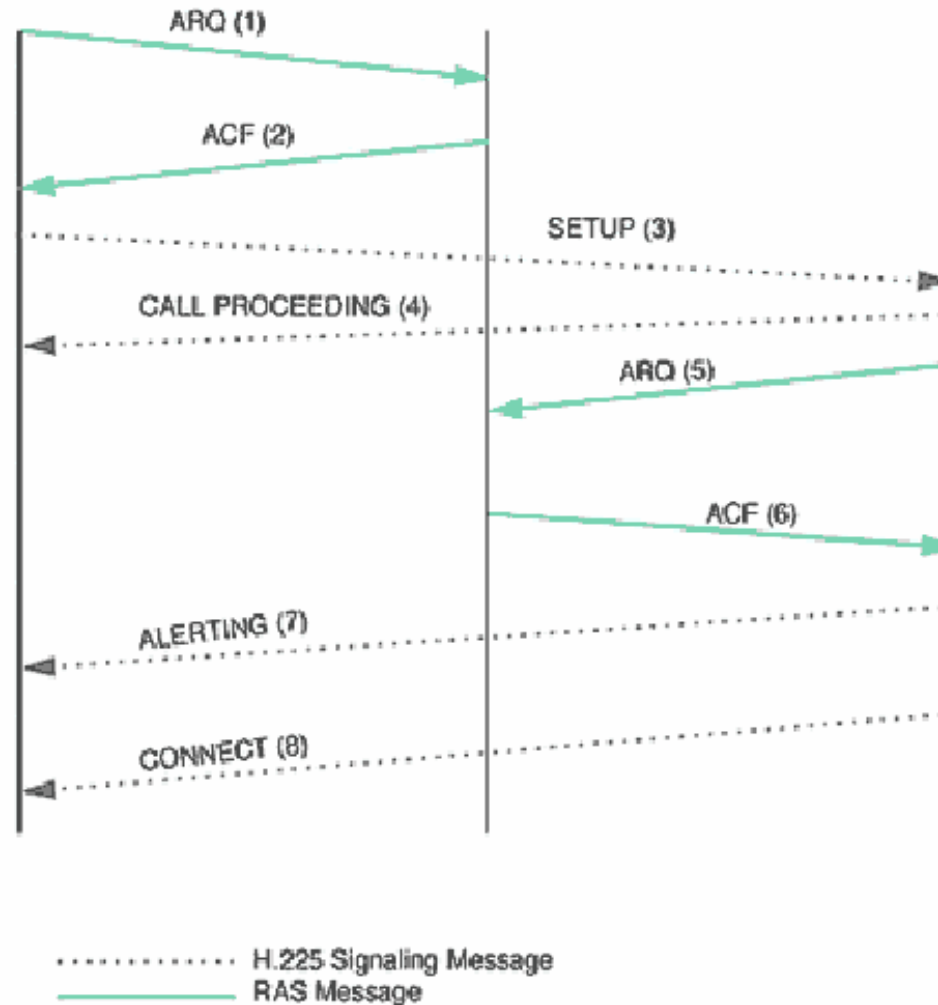 ARQ (1)
ACF (2)
SETUP (3)
CALL PROCEEDING (4)
ARQ (5)
ACF (6)
ALERTING (7)
CONNECT (8)
H.225 Signaling Message
RAS Message